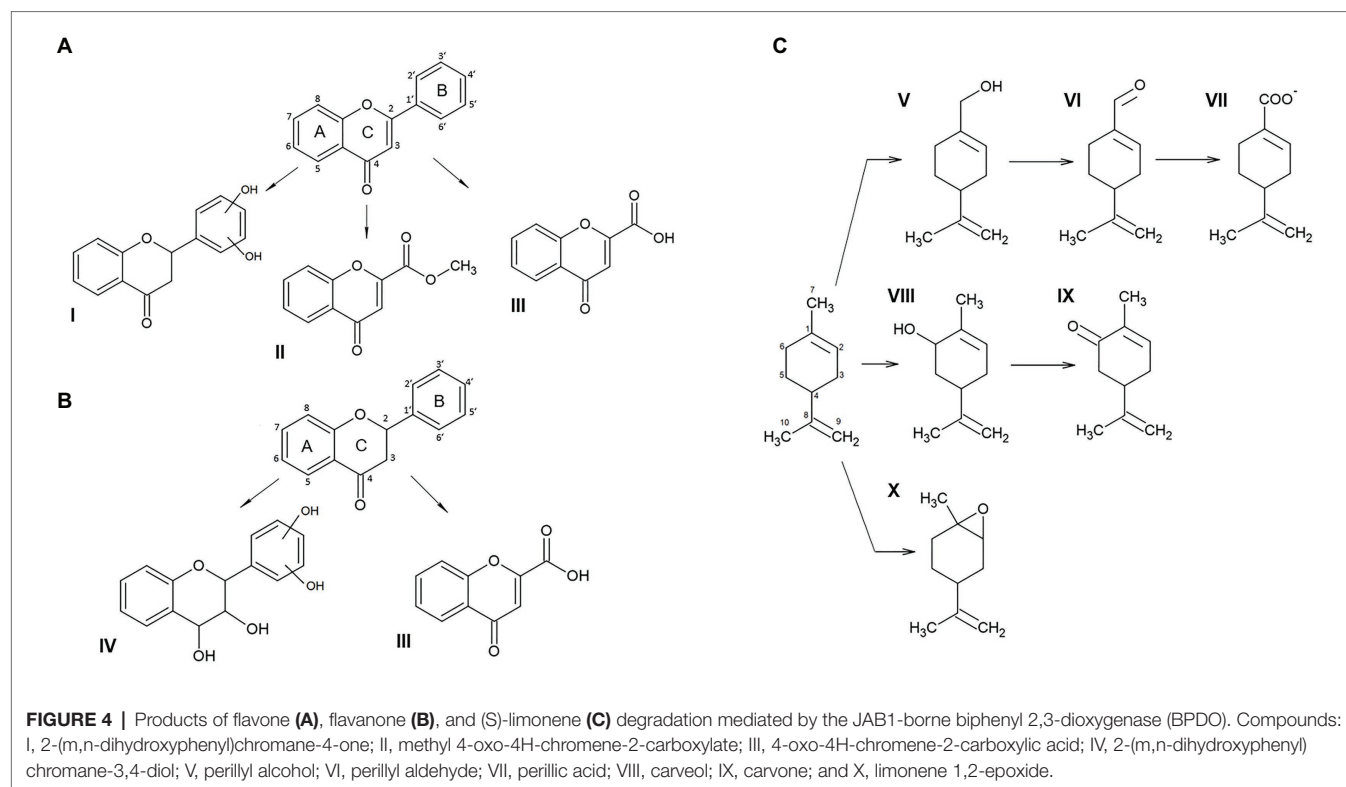 A
3'
2'
4'
B
1'
5'
6'
8
O
2
7
A
C
6
3
5
4
O
OH
O
OH
O
I
O
O
O
CH₃
O
II
O
O
OH
O
III
B
3'
2'
4'
B
1'
5'
6'
8
O
2
7
A
C
6
3
5
4
O
OH
O
OH
OH
OH
IV
O
O
OH
O
III
C
V
OH
H₃C
CH₂
VI
O
H₃C
CH₂
VII
COO⁻
H₃C
CH₂
7
CH₃
1
6
2
5
3
4
8
10
9
H₃C
CH₂
VIII
CH₃
HO
H₃C
CH₂
IX
CH₃
O
H₃C
CH₂
X
H₃C
O
H₃C
CH₂
FIGURE 4 | Products of flavone (A), flavanone (B), and (S)-limonene (C) degradation mediated by the JAB1-borne biphenyl 2,3-dioxygenase (BPDO). Compounds:
I, 2-(m,n-dihydroxyphenyl)chromane-4-one; II, methyl 4-oxo-4H-chromene-2-carboxylate; III, 4-oxo-4H-chromene-2-carboxylic acid; IV, 2-(m,n-dihydroxyphenyl)
chromane-3,4-diol; V, perillyl alcohol; VI, perillyl aldehyde; VII, perillic acid; VIII, carveol; IX, carvone; and X, limonene 1,2-epoxide.